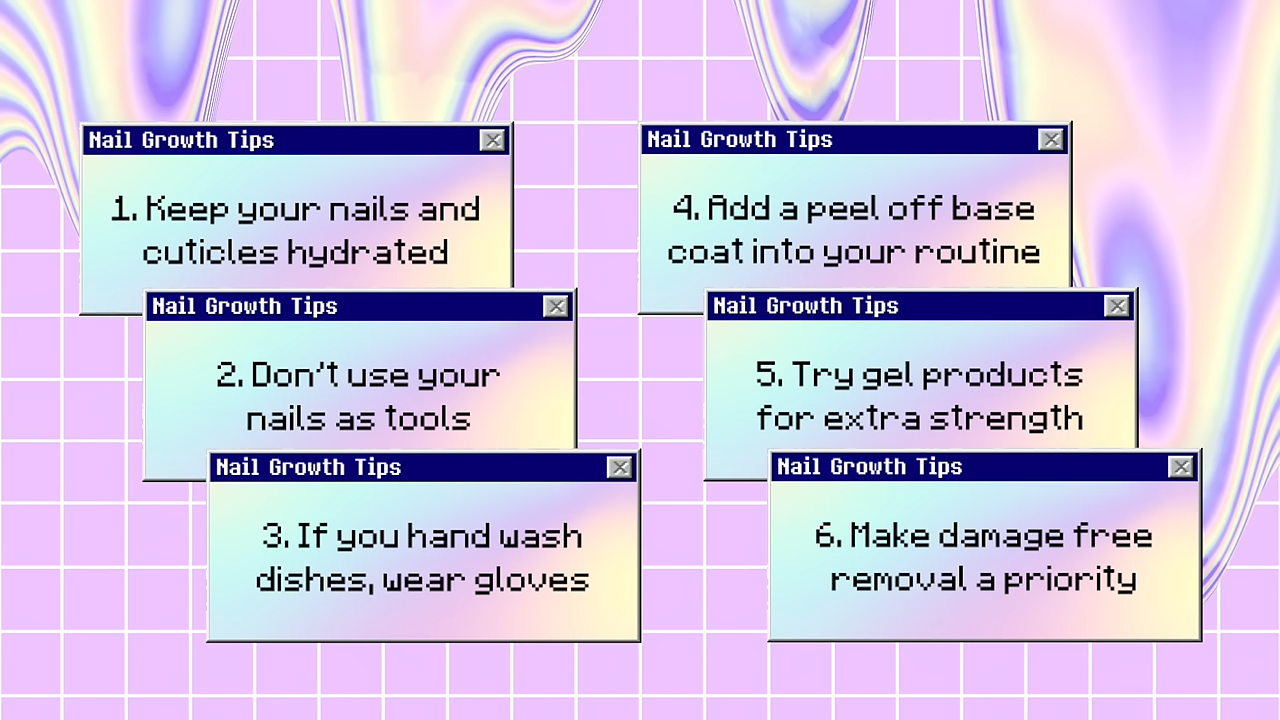 Nail Growth Tips
1. Keep your nails and
cuticles hydrated
Nail Growth Tips
2. Don't use your
nails as tools
Nail Growth Tips
3. If you hand wash
dishes, wear gloves
Nail Growth Tips
4. Add a peel off base
coat into your routine
Nail Growth Tips
5. Try gel products
for extra strength
Nail Growth Tips
6. Make damage free
removal a priority